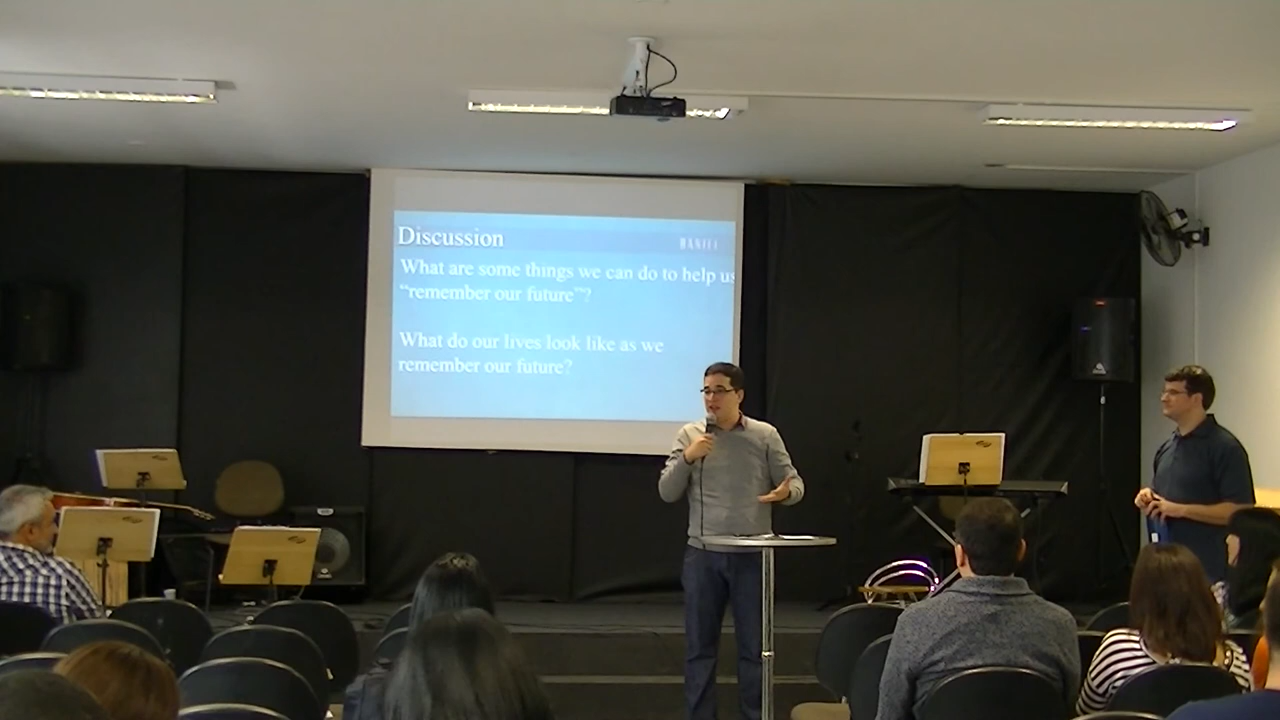 Discussion
DANIEL
What are some things we can do to help us
“remember our future”?
What do our lives look like as we
remember our future?